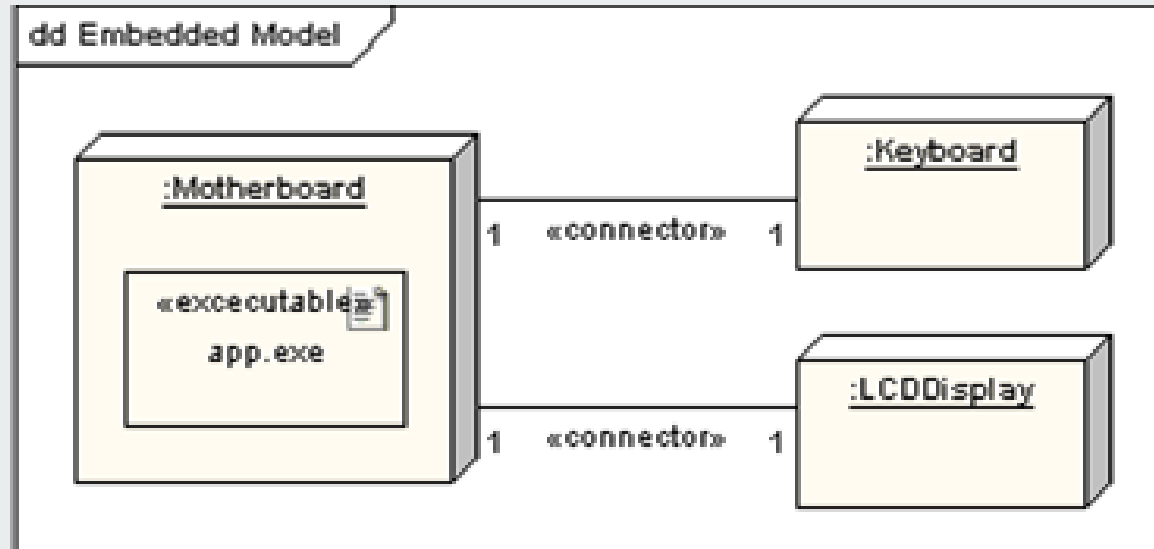 dd Embedded Model
:Motherboard
«excecutable»
app.exe
:Keyboard
1 «connector» 1
:LCDDisplay
1 «connector» 1